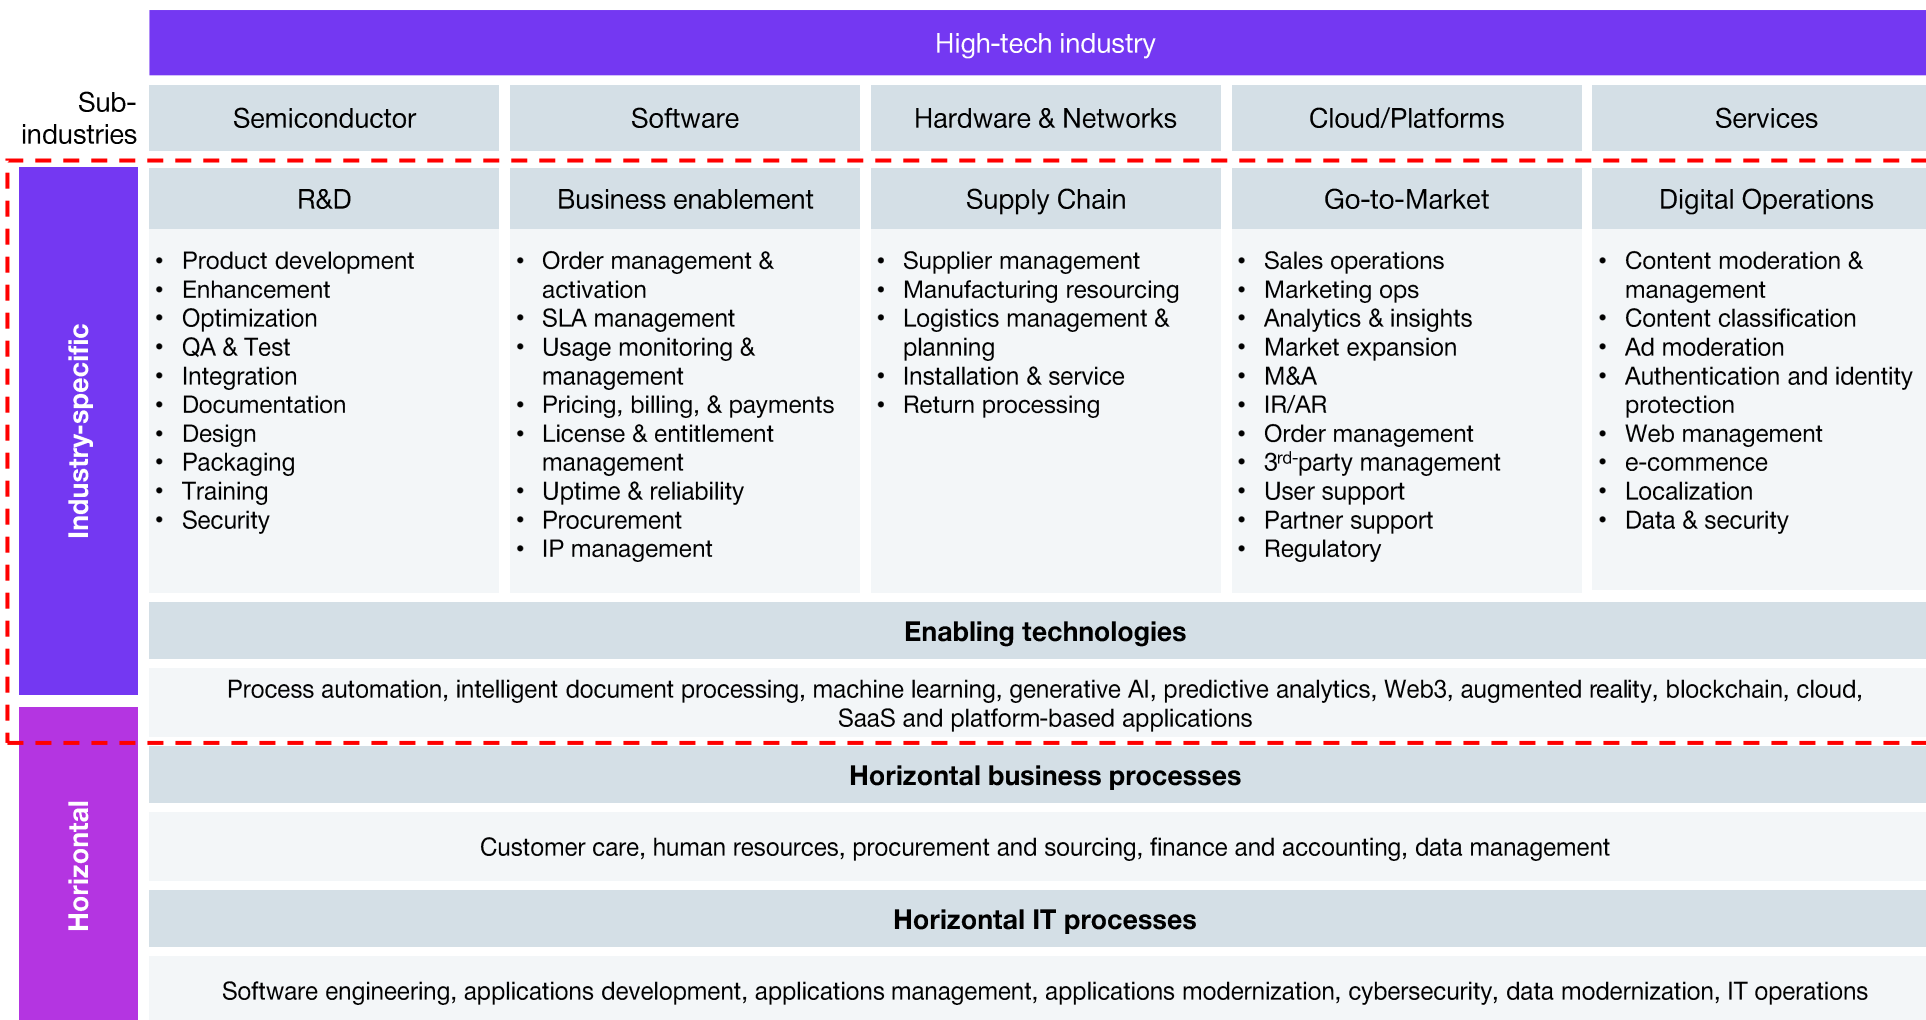 High-tech industry
Sub-
industries
Semiconductor
Software
Hardware & Networks
Cloud/Platforms
Services
Industry-specific
R&D
• Product development
• Enhancement
• Optimization
• QA & Test
• Integration
• Documentation
• Design
• Packaging
• Training
• Security
Business enablement
• Order management &
activation
• SLA management
• Usage monitoring &
management
• Pricing, billing, & payments
• License & entitlement
management
• Uptime & reliability
• Procurement
• IP management
Supply Chain
• Supplier management
• Manufacturing resourcing
• Logistics management &
planning
• Installation & service
• Return processing
Go-to-Market
• Sales operations
• Marketing ops
• Analytics & insights
• Market expansion
• M&A
• IR/AR
• Order management
• 3rd-party management
• User support
• Partner support
• Regulatory
Digital Operations
• Content moderation &
management
• Content classification
• Ad moderation
• Authentication and identity
protection
• Web management
• e-commence
• Localization
• Data & security
Enabling technologies
Process automation, intelligent document processing, machine learning, generative AI, predictive analytics, Web3, augmented reality, blockchain, cloud,
SaaS and platform-based applications
Horizontal
Horizontal business processes
Customer care, human resources, procurement and sourcing, finance and accounting, data management
Horizontal IT processes
Software engineering, applications development, applications management, applications modernization, cybersecurity, data modernization, IT operations